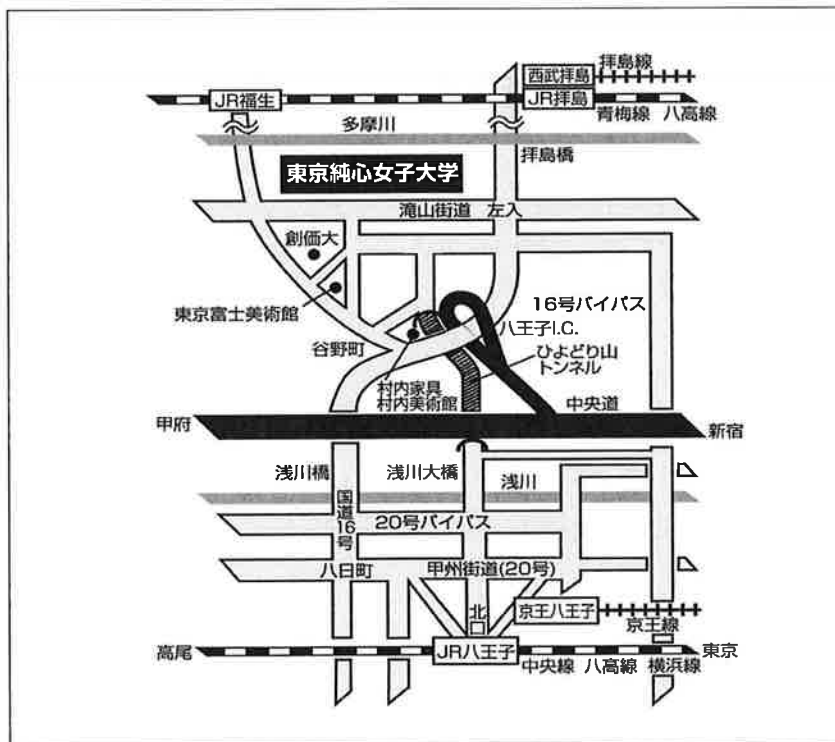 拝島線
西武拝島
JR福生
JR拝島
青梅線 八高線
多摩川
拝島橋
東京純心女子大学
滝山街道 左入
創価大
東京富士美術館
16号バイパス
八王子I.C.
谷野町
ひよどり山
トンネル
村内家具
村内美術館
中央道
甲府
新宿
浅川橋
浅川大橋
浅川
国道16号
20号バイパス
八日町
甲州街道(20号)
北
京王八王子
京王線
高尾
JR八王子
東京
中央線 八高線 横浜線